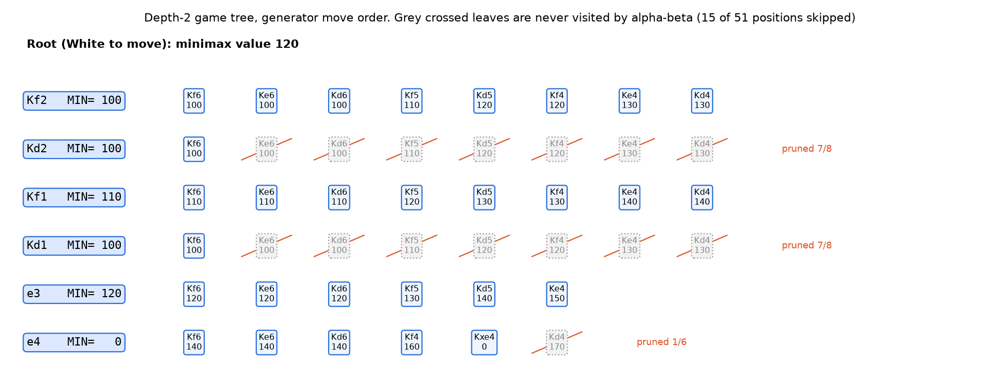 Depth-2 game tree, generator move order. Grey crossed leaves are never visited by alpha-beta (15 of 51 positions skipped)
Root (White to move): minimax value 120
Kf2 MIN= 100
Kf6 100
Ke6 100
Kd6 100
Kf5 110
Kd5 120
Kf4 120
Ke4 130
Kd4 130
Kd2 MIN= 100
Kf6 100
Ke6 100
Kd6 100
Kf5 110
Kd5 120
Kf4 120
Ke4 130
Kd4 130
pruned 7/8
Kf1 MIN= 110
Kf6 110
Ke6 110
Kd6 110
Kf5 120
Kd5 130
Kf4 130
Ke4 140
Kd4 140
Kd1 MIN= 100
Kf6 100
Ke6 100
Kd6 100
Kf5 110
Kd5 120
Kf4 120
Ke4 130
Kd4 130
pruned 7/8
e3 MIN= 120
Kf6 120
Ke6 120
Kd6 120
Kf5 130
Kd5 140
Ke4 150
e4 MIN= 0
Kf6 140
Ke6 140
Kd6 140
Kf4 160
Kxe4 0
Kd4 170
pruned 1/6